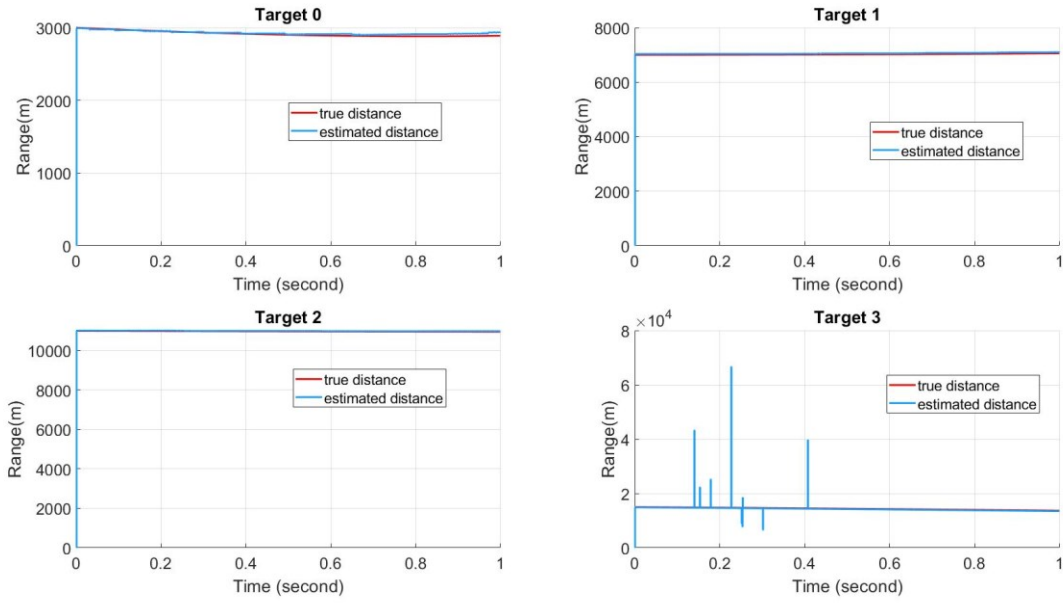 Target 0
3000
2000
1000
0
Range(m)
true distance
estimated distance
0 0.2 0.4 0.6 0.8 1
Time (second)
Target 1
8000
6000
4000
2000
0
Range(m)
true distance
estimated distance
0 0.2 0.4 0.6 0.8 1
Time (second)
Target 2
10000
8000
6000
4000
2000
0
Range(m)
true distance
estimated distance
0 0.2 0.4 0.6 0.8 1
Time (second)
Target 3
×10⁴
8
6
4
2
0
Range(m)
true distance
estimated distance
0 0.2 0.4 0.6 0.8 1
Time (second)